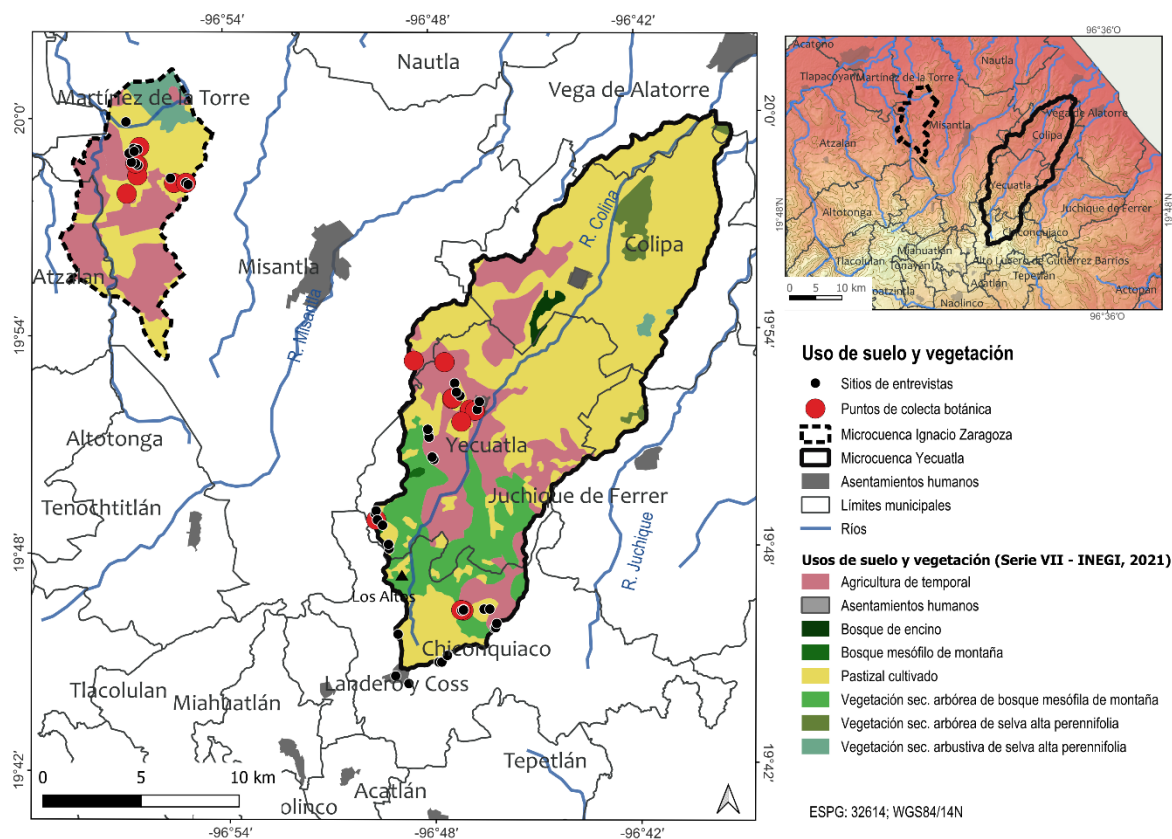 -96°54′
-96°48′
-96°42′
Nautla
Martínez de la Torre
Vega de Alatorre
20°0′
20°0′
R. Colina
Colipa
Atzalan
Misantla
R. Misantla
19°54′
19°54′
Altotonga
Yecuatla
Juchique de Ferrer
Tenochtitlán
R. Juchique
19°48′
19°48′
Los Altos
Chiconquiaco
Landero y Coss
Tlacolulan
Miahuatlán
Tepetlán
19°42′
19°42′
0
5
10 km
Acatlán
olinco
-96°54′
-96°48′
-96°42′
96°36′O
Acateno
Tlapacoyan
Martínez de la Torre
Nautla
Misantla
Vega de Alatorre
Colipa
Atzalan
Yecuatla
19°48′N
19°48′N
Altotonga
Juchique de Ferrer
Chiconquiaco
Miahuatlán
Tlacolulan
Tonayán
Alto Lucero de Gutiérrez Barrios
Tepetlán
Acatlán
oatzintla
Naolinco
Actopan
0
5
10 km
96°36′O
Uso de suelo y vegetación
Sitios de entrevistas
Puntos de colecta botánica
Microcuenca Ignacio Zaragoza
Microcuenca Yecuatla
Asentamientos humanos
Límites municipales
Ríos
Usos de suelo y vegetación (Serie VII - INEGI, 2021)
Agricultura de temporal
Asentamientos humanos
Bosque de encino
Bosque mesófilo de montaña
Pastizal cultivado
Vegetación sec. arbórea de bosque mesófila de montaña
Vegetación sec. arbórea de selva alta perennifolia
Vegetación sec. arbustiva de selva alta perennifolia
ESPG: 32614; WGS84/14N